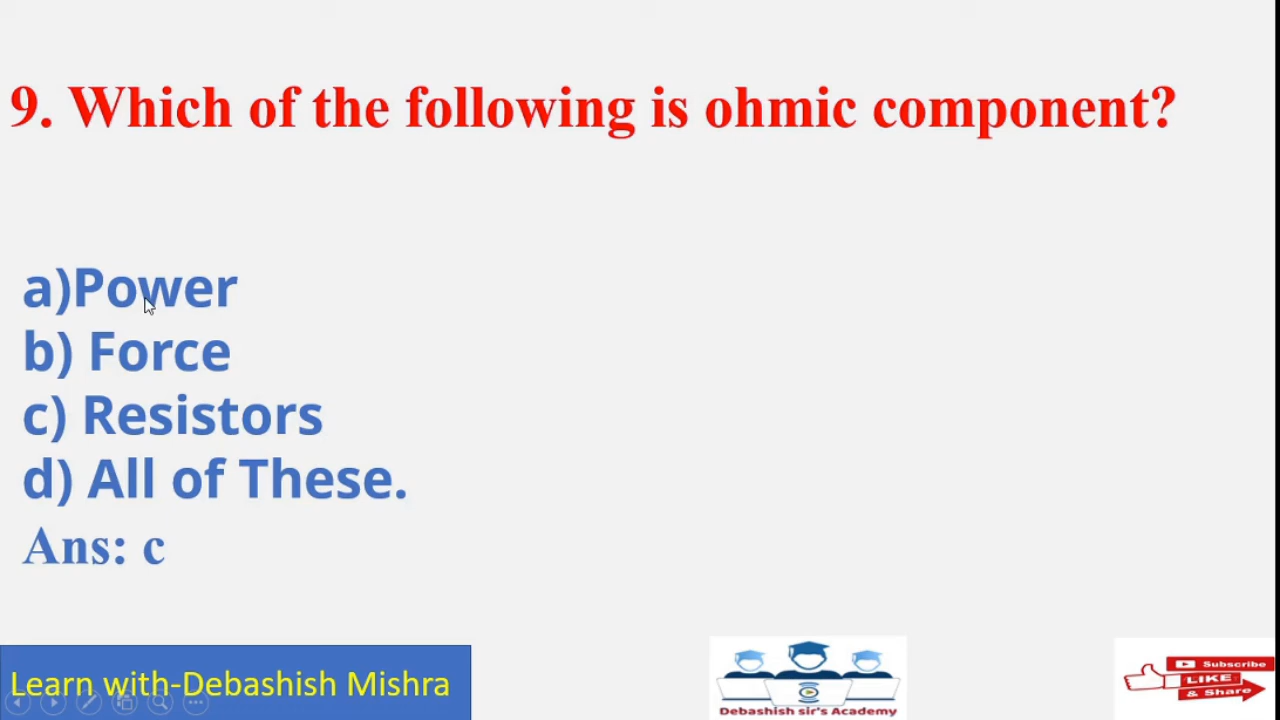 9. Which of the following is ohmic component?
a)Power
b) Force
c) Resistors
d) All of These.
Ans: c
Learn with-Debashish Mishra
Debashish sir's Academy
Subscribe
LIKE
& Share